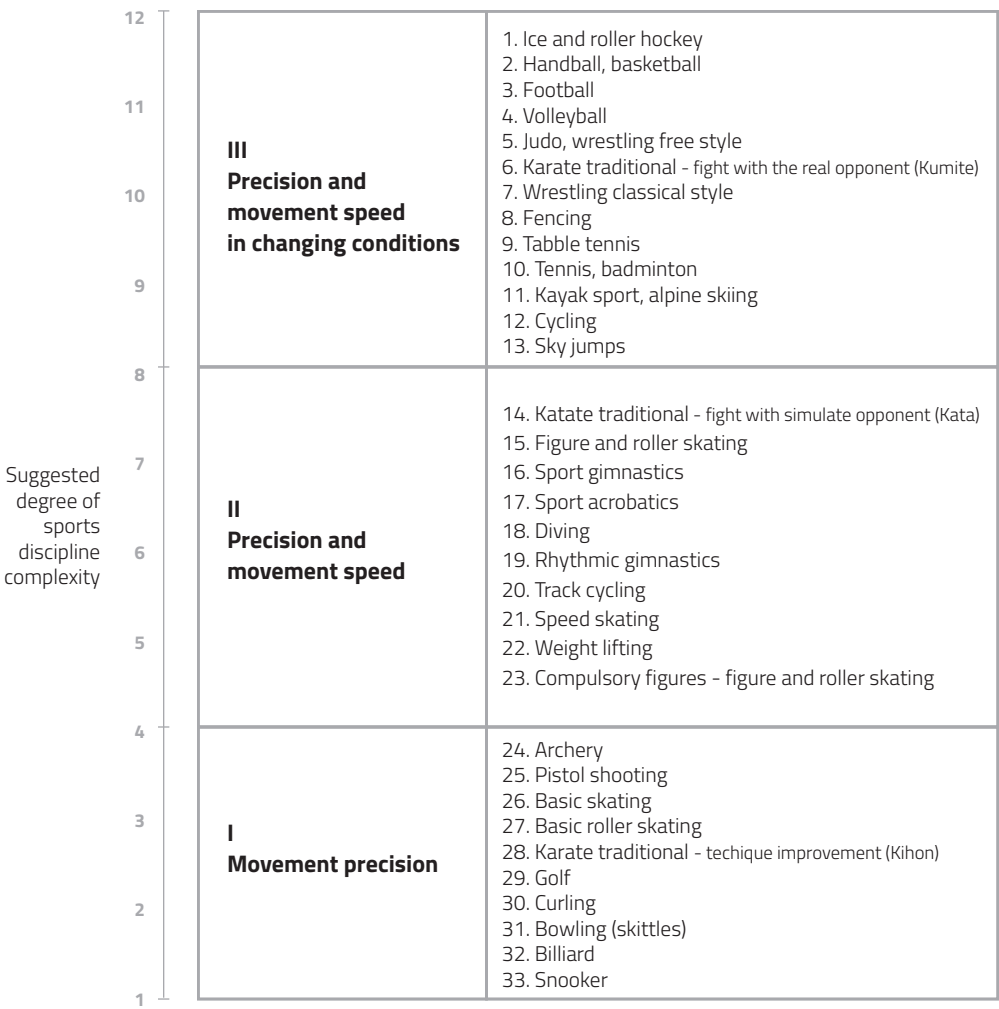 12
11
10
9
8
7
6
5
4
3
2
1
Suggested
degree of
sports
discipline
complexity
III
Precision and
movement speed
in changing conditions
1. Ice and roller hockey
2. Handball, basketball
3. Football
4. Volleyball
5. Judo, wrestling free style
6. Karate traditional - fight with the real opponent (Kumite)
7. Wrestling classical style
8. Fencing
9. Tabble tennis
10. Tennis, badminton
11. Kayak sport, alpine skiing
12. Cycling
13. Sky jumps
II
Precision and
movement speed
14. Katate traditional - fight with simulate opponent (Kata)
15. Figure and roller skating
16. Sport gimnastics
17. Sport acrobatics
18. Diving
19. Rhythmic gimnastics
20. Track cycling
21. Speed skating
22. Weight lifting
23. Compulsory figures - figure and roller skating
I
Movement precision
24. Archery
25. Pistol shooting
26. Basic skating
27. Basic roller skating
28. Karate traditional - techique improvement (Kihon)
29. Golf
30. Curling
31. Bowling (skittles)
32. Billiard
33. Snooker